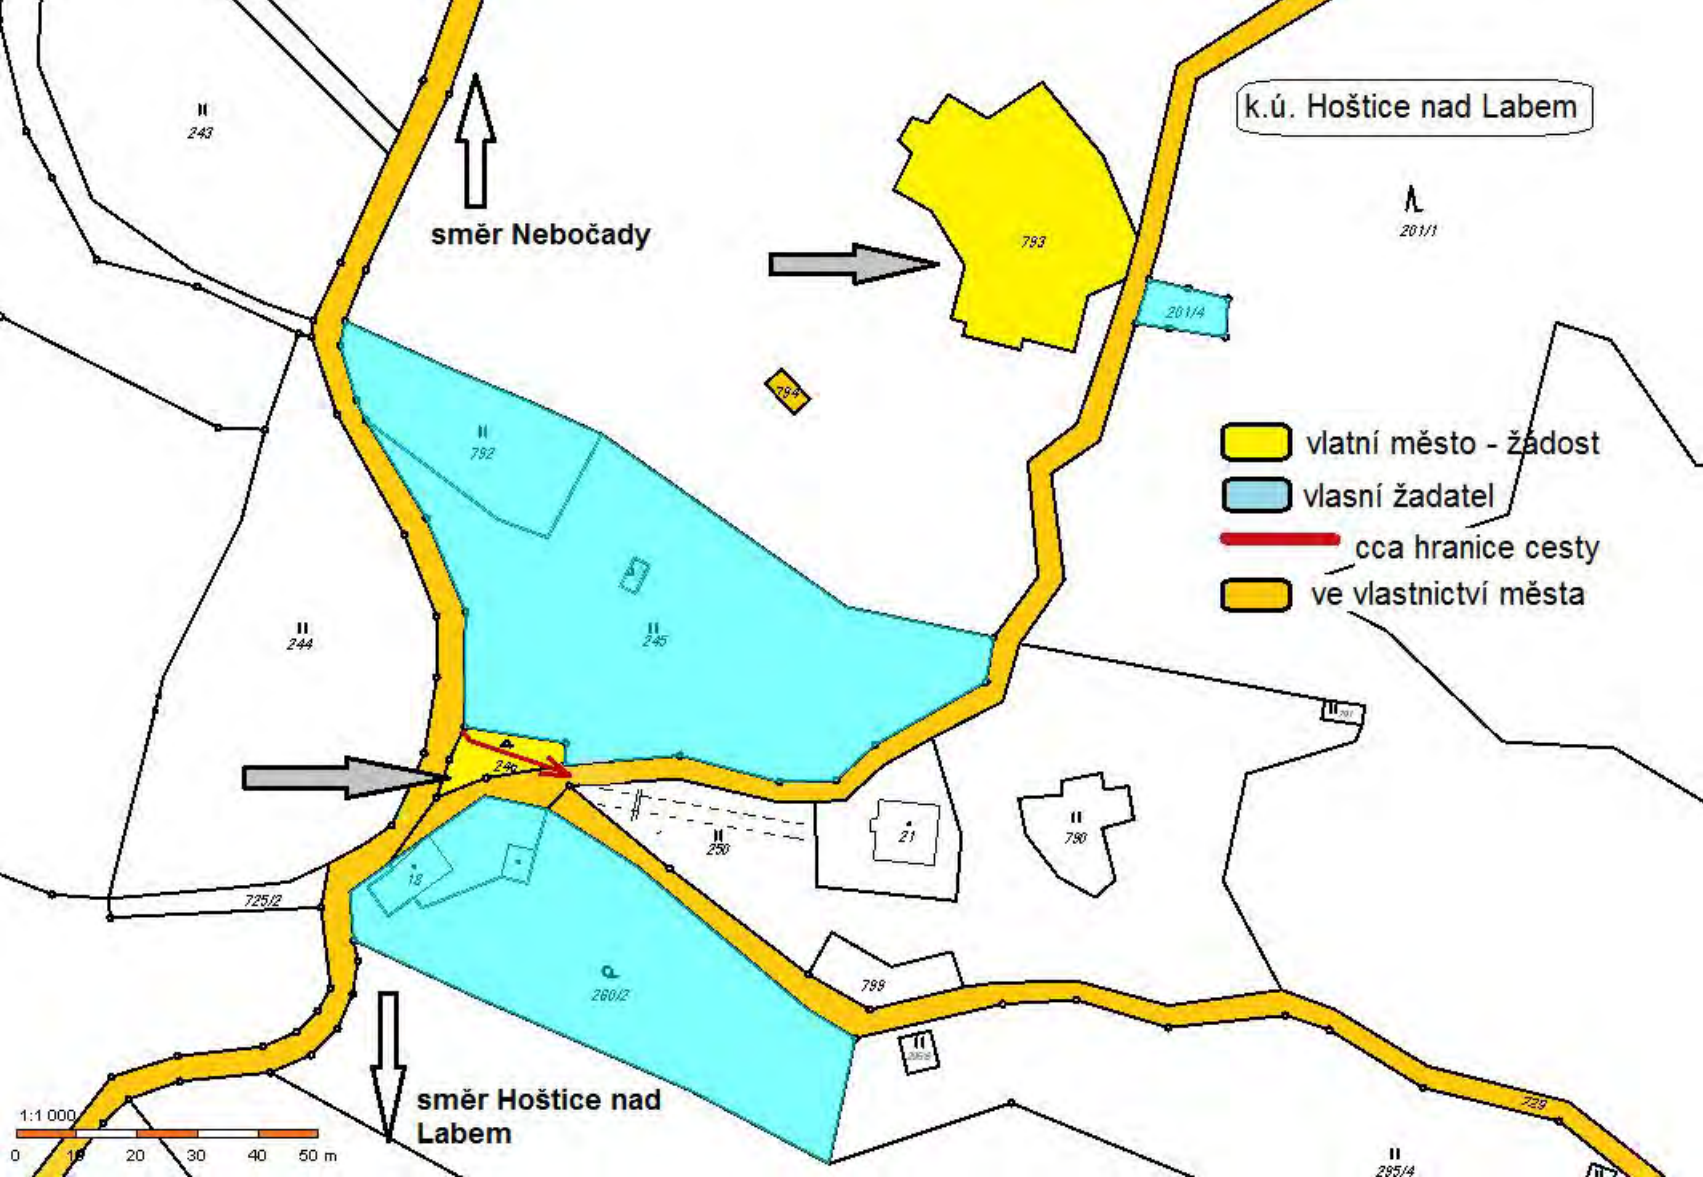 k.ú. Hoštice nad Labem
243
201/1
směr Nebočady
793
201/4
794
792
vlatní město - žádost
vlasní žadatel
cca hranice cesty
ve vlastnictví města
244
245
246
250
21
790
18
725/2
799
260/2
směr Hoštice nad
Labem
1:1 000
0 10 20 30 40 50 m
729
295/4